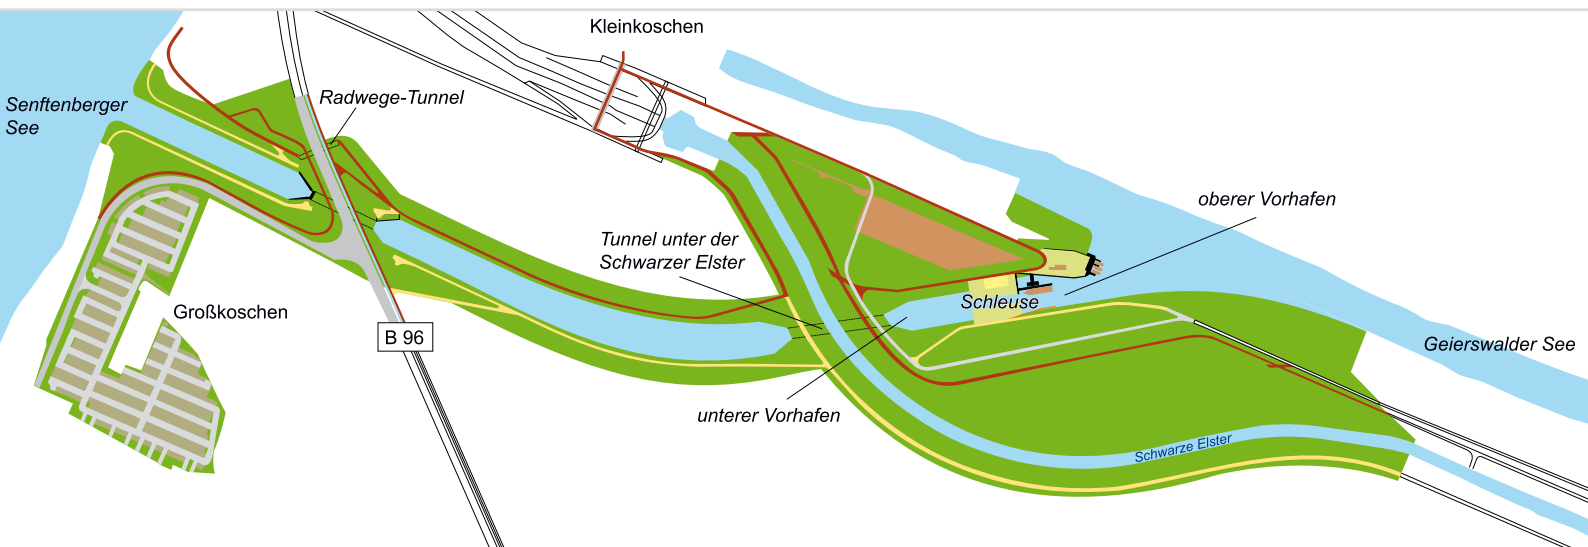 Kleinkoschen
Senftenberger
See
Radwege-Tunnel
oberer Vorhafen
Tunnel unter der
Schwarzer Elster
Schleuse
Großkoschen
B 96
Geierswalder See
unterer Vorhafen
Schwarze Elster